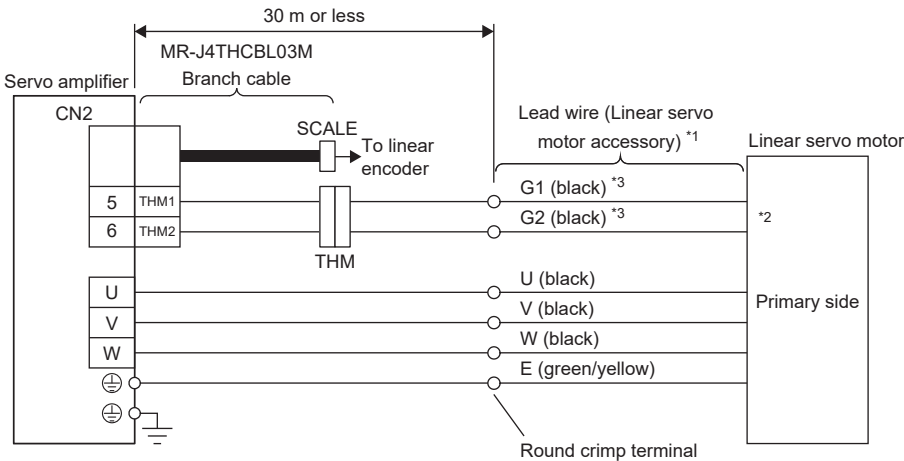 30 m or less
MR-J4THCBL03M
Branch cable
Servo amplifier
CN2
SCALE
To linear
encoder
Lead wire (Linear servo
motor accessory) *1
Linear servo motor
5
THM1
G1 (black) *3
6
THM2
G2 (black) *3
*2
THM
U
U (black)
V
V (black)
Primary side
W
W (black)
E (green/yellow)
Round crimp terminal